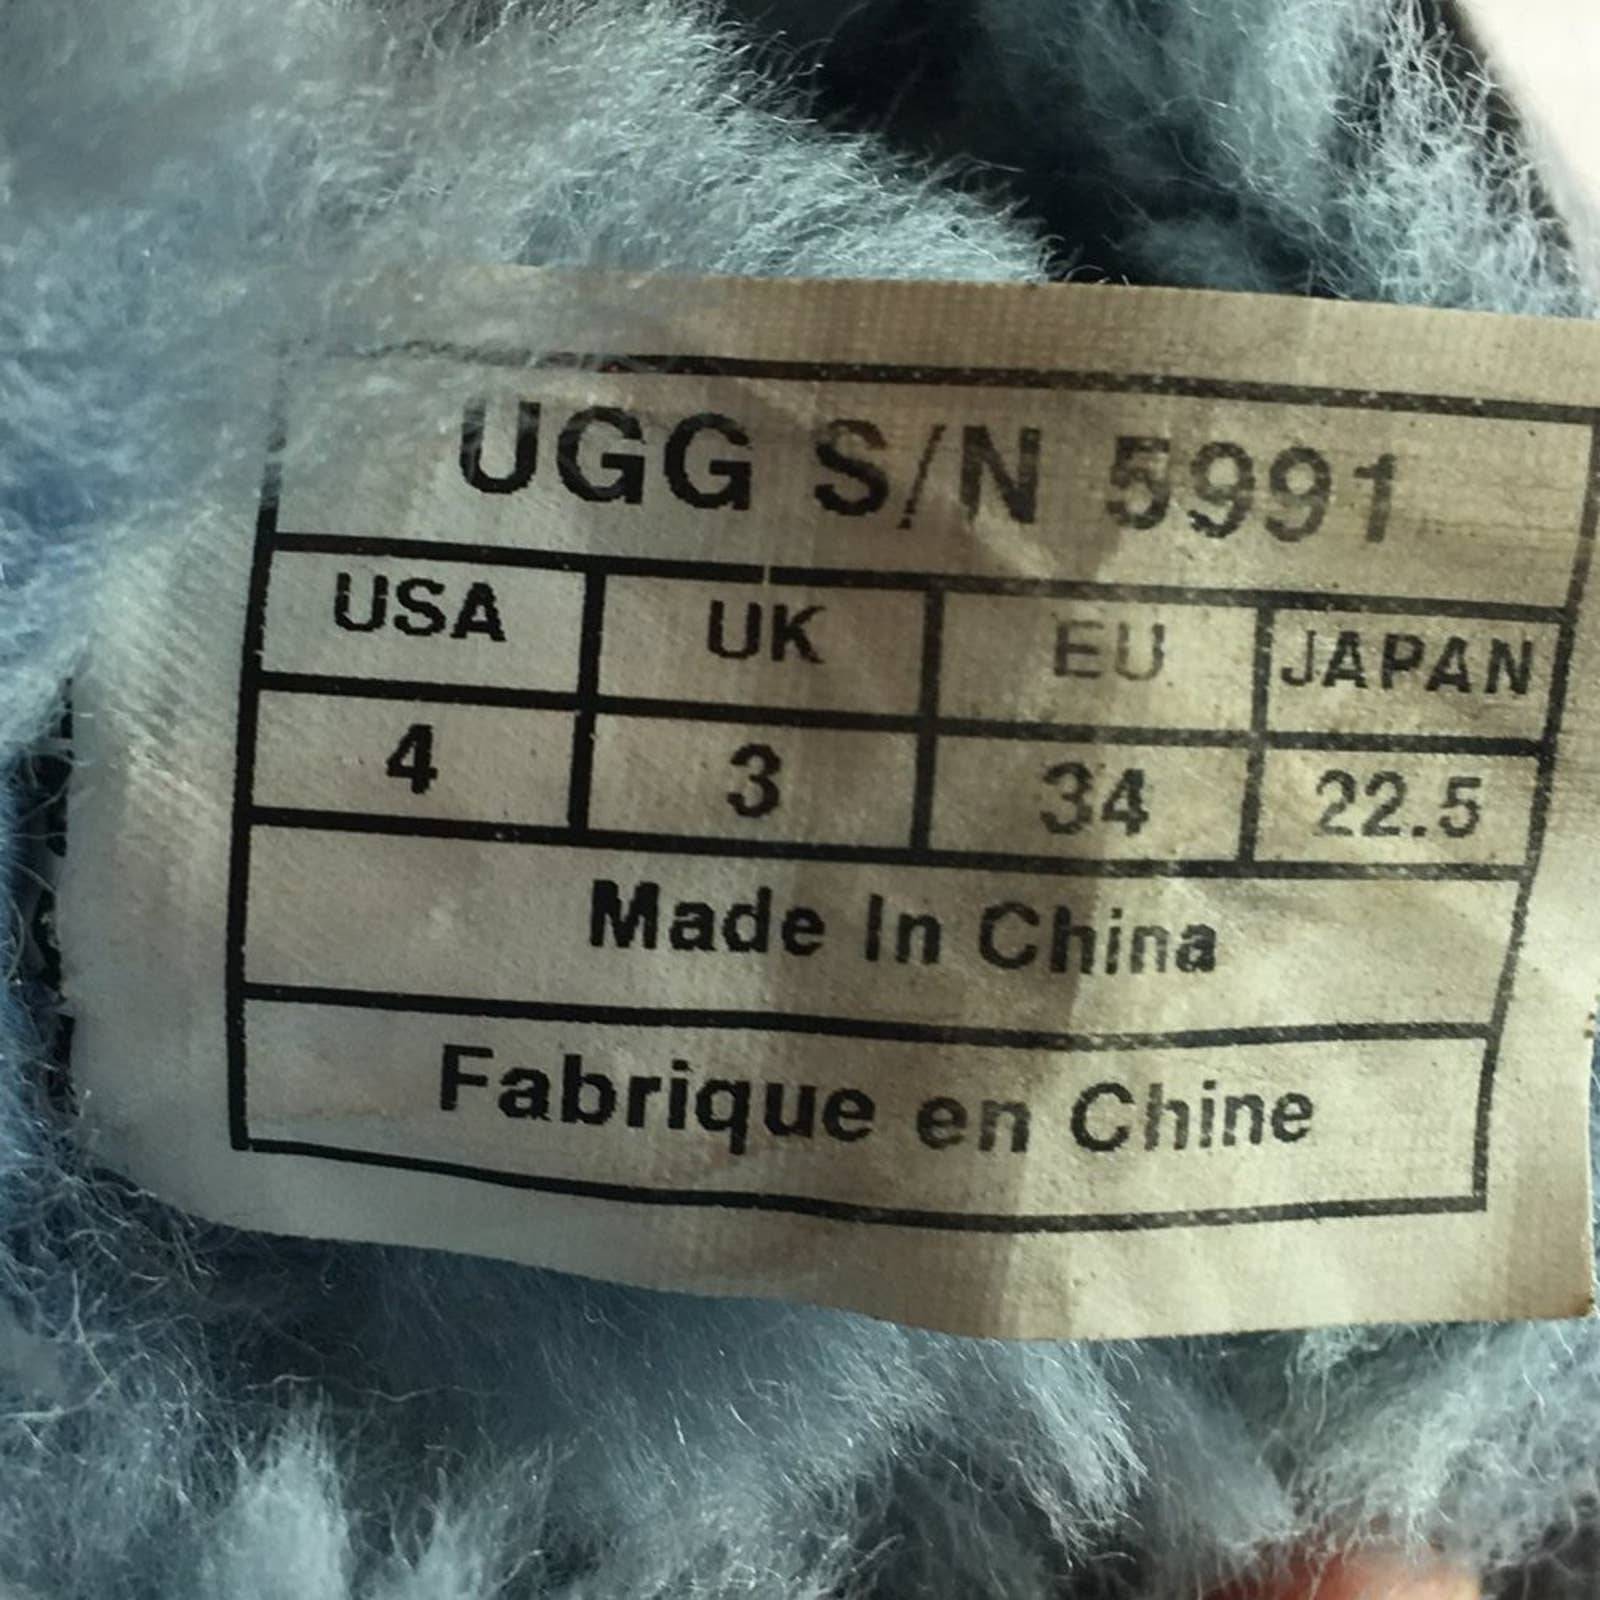 UGG S/N 5991
USA UK EU JAPAN
4 3 34 22.5
Made In China
Fabrique en Chine